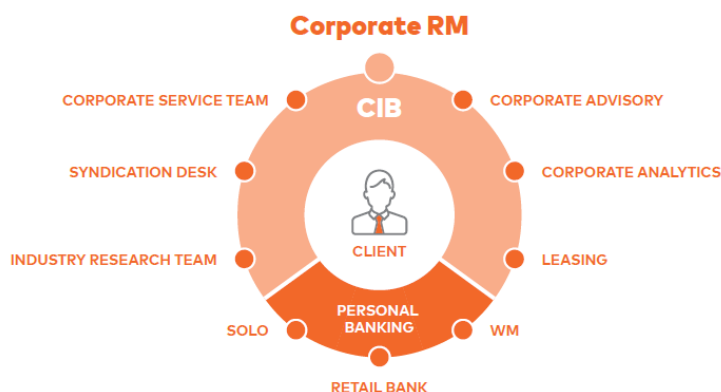 Corporate RM
CIB
CORPORATE SERVICE TEAM
CORPORATE ADVISORY
SYNDICATION DESK
CORPORATE ANALYTICS
CLIENT
INDUSTRY RESEARCH TEAM
LEASING
PERSONAL
BANKING
SOLO
WM
RETAIL BANK